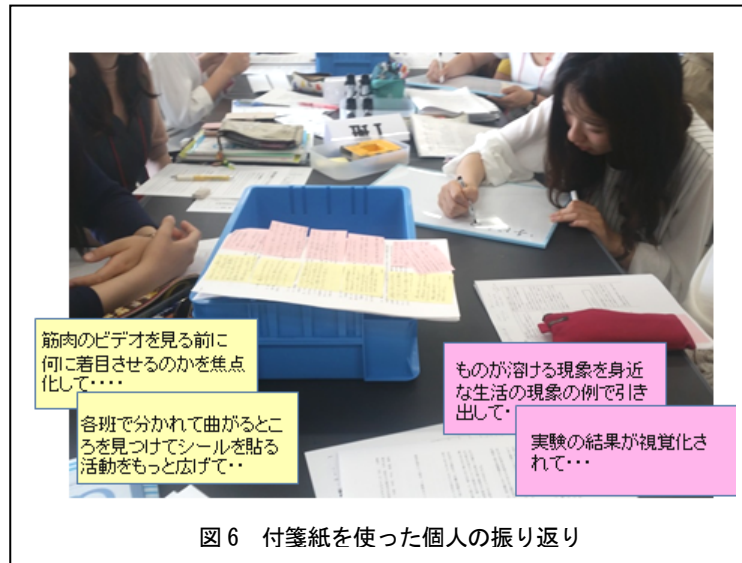 筋肉のビデオを見る前に
何に着目させるのかを焦点
化して・・・・
各班で分かれて曲がるとこ
ろを見つけてシールを貼る
活動をもっと広げて・・
ものが溶ける現象を身近
な生活の現象の例で引き
出して・
実験の結果が視覚化さ
れて・・・
図6 付箋紙を使った個人の振り返り